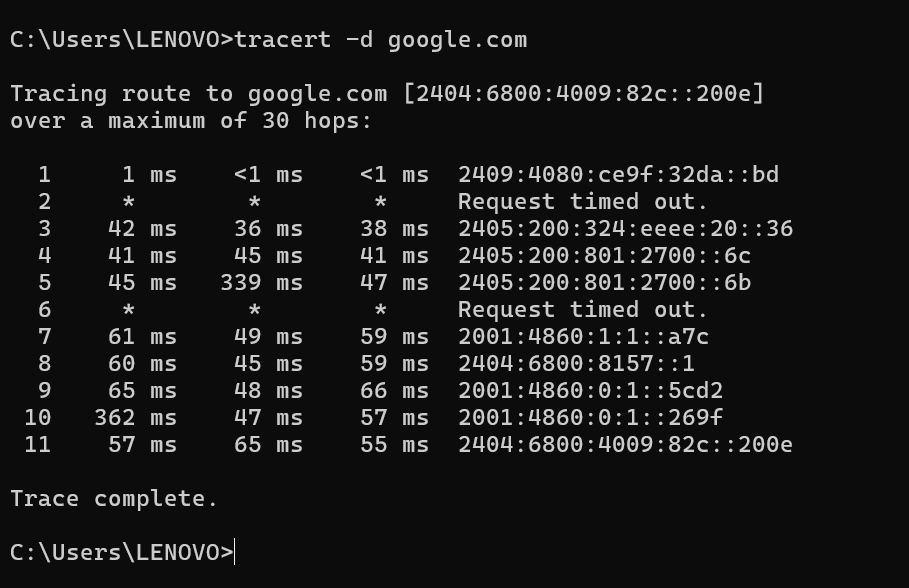 C:\Users\LENOVO>tracert -d google.com
Tracing route to google.com [2404:6800:4009:82c::200e]
over a maximum of 30 hops:
1 1 ms <1 ms <1 ms 2409:4080:ce9f:32da::bd
2 * * * Request timed out.
3 42 ms 36 ms 38 ms 2405:200:324:eeee:20::36
4 41 ms 45 ms 41 ms 2405:200:801:2700::6c
5 45 ms 339 ms 47 ms 2405:200:801:2700::6b
6 * * * Request timed out.
7 61 ms 49 ms 59 ms 2001:4860:1:1::a7c
8 60 ms 45 ms 59 ms 2404:6800:8157::1
9 65 ms 48 ms 66 ms 2001:4860:0:1::5cd2
10 362 ms 47 ms 57 ms 2001:4860:0:1::269f
11 57 ms 65 ms 55 ms 2404:6800:4009:82c::200e
Trace complete.
C:\Users\LENOVO>